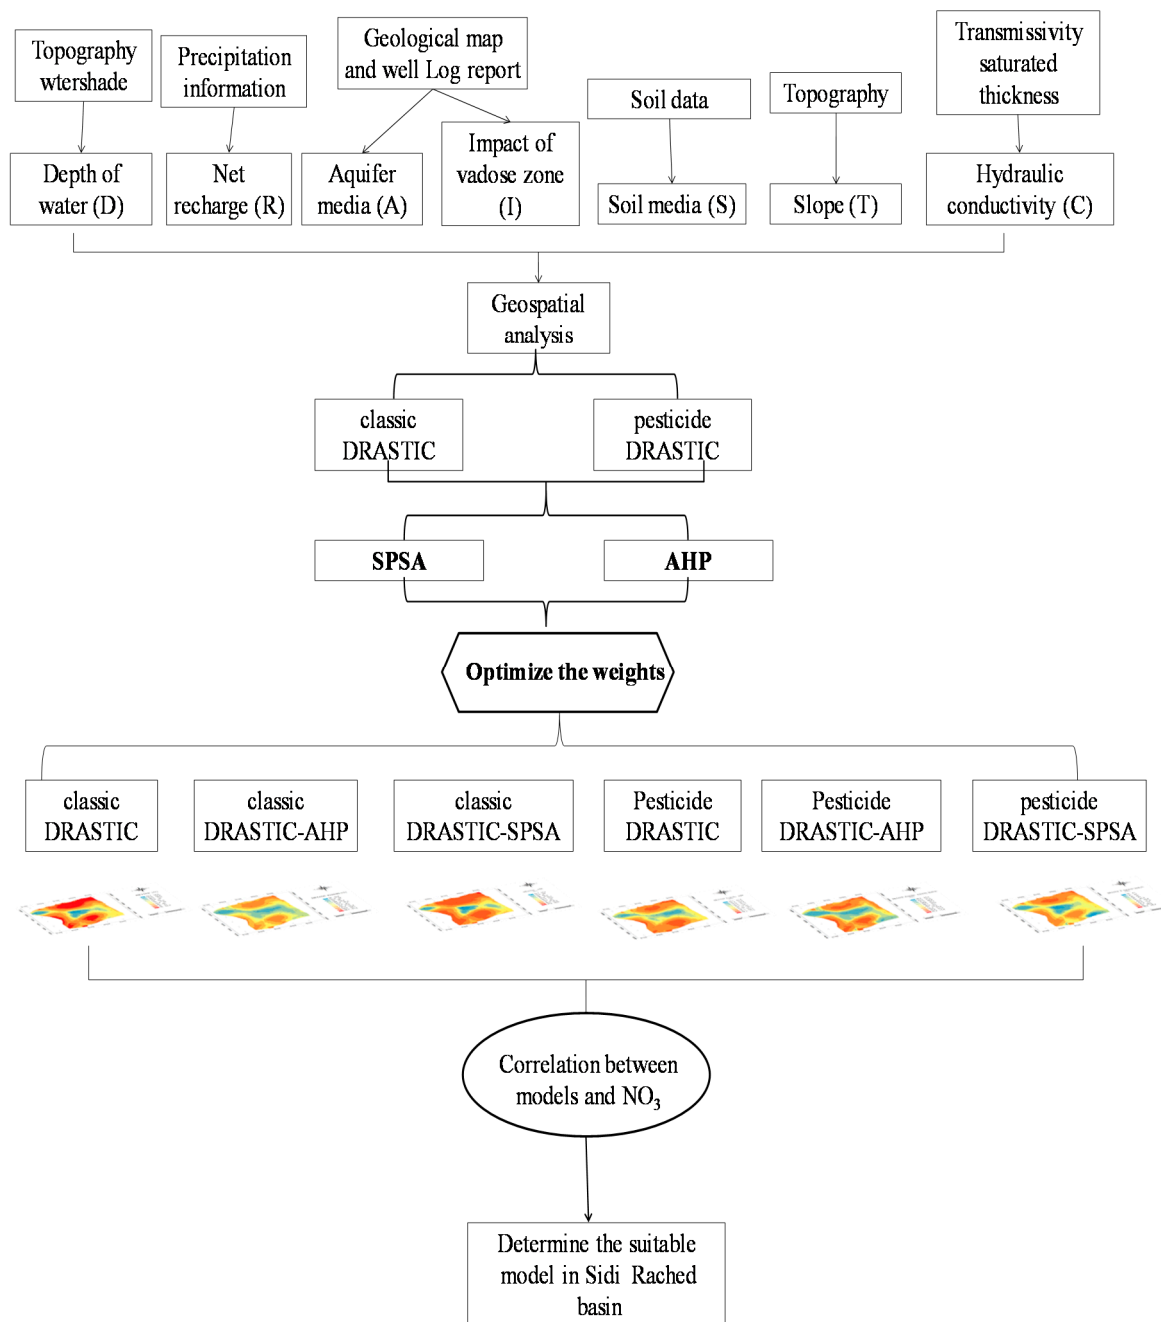 Topography
wtershade
Precipitation
information
Geological map
and well Log report
Soil data
Topography
Transmissivity
saturated
thickness
Depth of
water (D)
Net
recharge (R)
Aquifer
media (A)
Impact of
vadose zone
(I)
Soil media (S)
Slope (T)
Hydraulic
conductivity (C)
Geospatial
analysis
classic
DRASTIC
pesticide
DRASTIC
SPSA
AHP
Optimize the weights
classic
DRASTIC
classic
DRASTIC-AHP
classic
DRASTIC-SPSA
Pesticide
DRASTIC
Pesticide
DRASTIC-AHP
pesticide
DRASTIC-SPSA
Correlation between
models and NO₃
Determine the suitable
model in Sidi Rached
basin